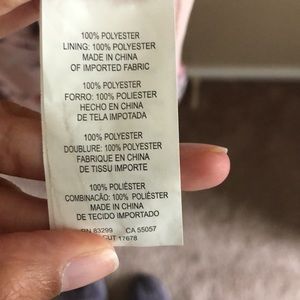 100% POLYESTER
LINING: 100% POLYESTER
MADE IN CHINA
OF IMPORTED FABRIC
100% POLYESTER
FORRO: 100% POLIESTER
HECHO EN CHINA
DE TELA IMPOTADA
100% POLYESTER
DOUBLURE: 100% POLYESTER
FABRIQUE EN CHINA
DE TISSU IMPORTE
100% POLIÉSTER
COMBINACÃO: 100% POLIÉSTER
MADE IN CHINA
DE TECIDO IMPORTADO
RN 83299 CA 55057
CUT 17678